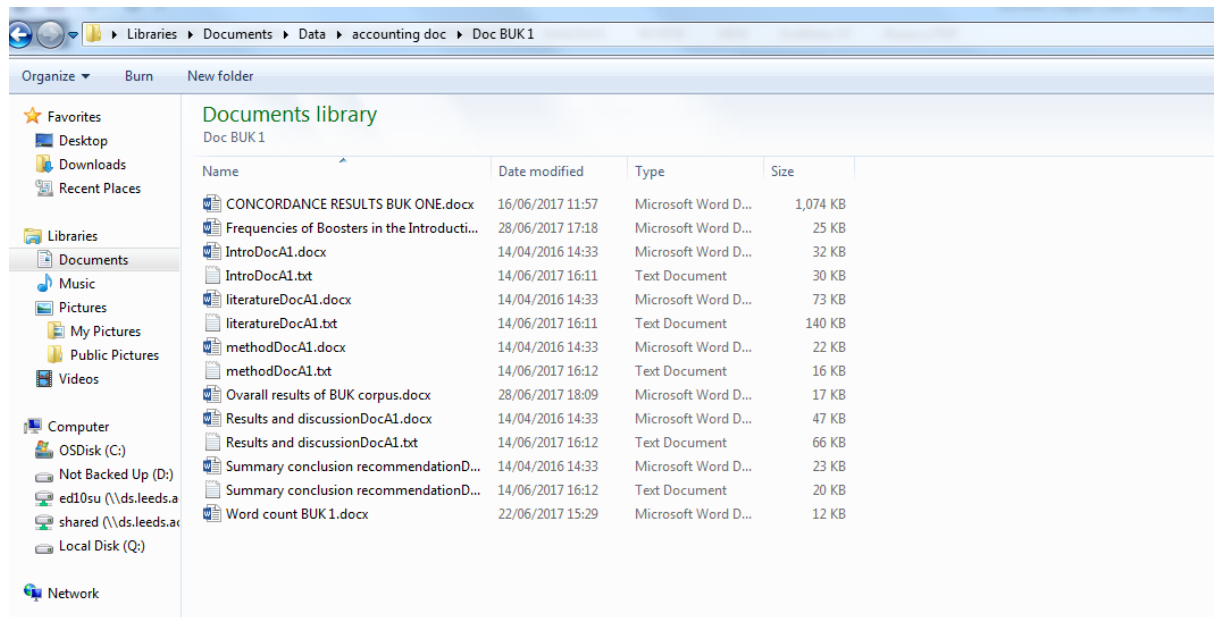 Libraries ▸ Documents ▸ Data ▸ accounting doc ▸ Doc BUK 1
Organize Burn New folder
Favorites
Desktop
Downloads
Recent Places
Libraries
Documents
Music
Pictures
My Pictures
Public Pictures
Videos
Computer
OSDisk (C:)
Not Backed Up (D:)
ed10su (\\ds.leeds.a
shared (\\ds.leeds.ac
Local Disk (Q:)
Network
Documents library
Doc BUK 1
Name Date modified Type Size
CONCORDANCE RESULTS BUK ONE.docx 16/06/2017 11:57 Microsoft Word D... 1,074 KB
Frequencies of Boosters in the Introducti... 28/06/2017 17:18 Microsoft Word D... 25 KB
IntroDocA1.docx 14/04/2016 14:33 Microsoft Word D... 32 KB
IntroDocA1.txt 14/06/2017 16:11 Text Document 30 KB
literatureDocA1.docx 14/04/2016 14:33 Microsoft Word D... 73 KB
literatureDocA1.txt 14/06/2017 16:11 Text Document 140 KB
methodDocA1.docx 14/04/2016 14:33 Microsoft Word D... 22 KB
methodDocA1.txt 14/06/2017 16:12 Text Document 16 KB
Ovarall results of BUK corpus.docx 28/06/2017 18:09 Microsoft Word D... 17 KB
Results and discussionDocA1.docx 14/04/2016 14:33 Microsoft Word D... 47 KB
Results and discussionDocA1.txt 14/06/2017 16:12 Text Document 66 KB
Summary conclusion recommendationD... 14/04/2016 14:33 Microsoft Word D... 23 KB
Summary conclusion recommendationD... 14/06/2017 16:12 Text Document 20 KB
Word count BUK 1.docx 22/06/2017 15:29 Microsoft Word D... 12 KB